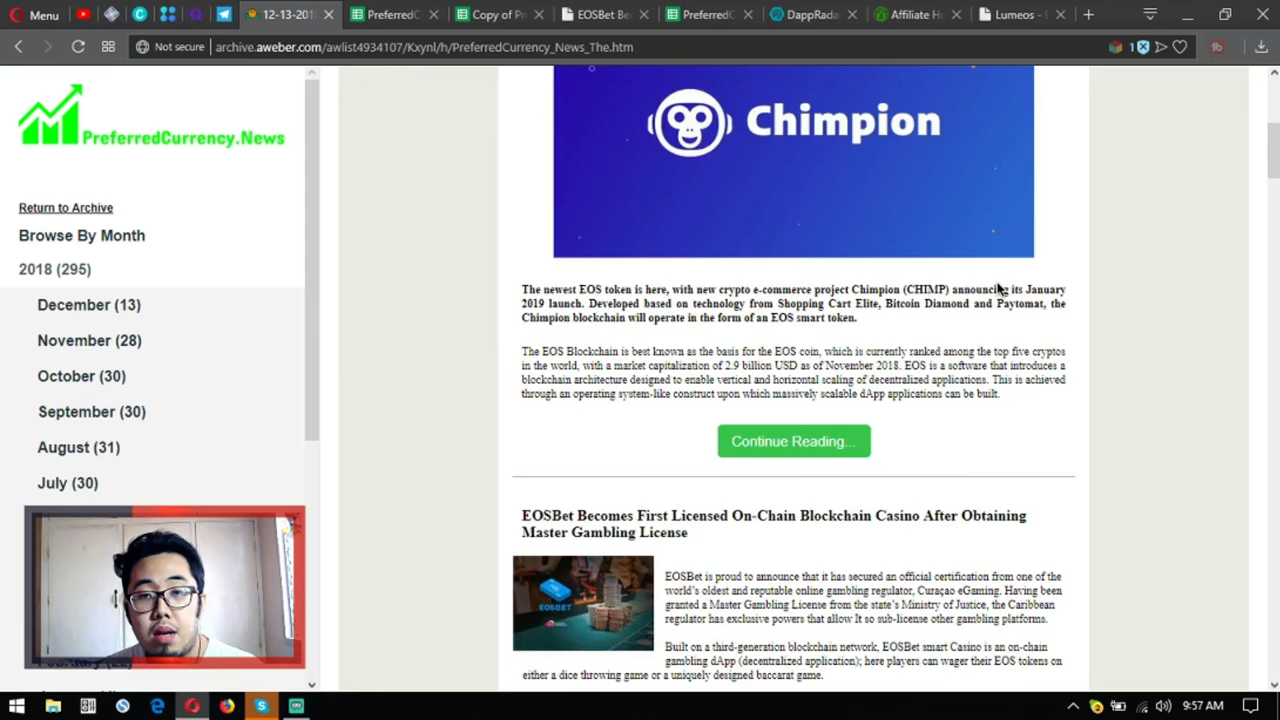 Menu
12-13-201
PreferredC
Copy of Pr
EOSBet Be
PreferredC
DappRada
Affiliate Ho
Lumeos - E
Not secure
archive.aweber.com/awlist4934107/Kxynl/h/PreferredCurrency_News_The.htm
1
PreferredCurrency.News
Return to Archive
Browse By Month
2018 (295)
December (13)
November (28)
October (30)
September (30)
August (31)
July (30)
Chimpion
The newest EOS token is here, with new crypto e-commerce project Chimpion (CHIMP) announcing its January
2019 launch. Developed based on technology from Shopping Cart Elite, Bitcoin Diamond and Paytomat, the
Chimpion blockchain will operate in the form of an EOS smart token.
The EOS Blockchain is best known as the basis for the EOS coin, which is currently ranked among the top five cryptos
in the world, with a market capitalization of 2.9 billion USD as of November 2018. EOS is a software that introduces a
blockchain architecture designed to enable vertical and horizontal scaling of decentralized applications. This is achieved
through an operating system-like construct upon which massively scalable dApp applications can be built.
Continue Reading...
EOSBet Becomes First Licensed On-Chain Blockchain Casino After Obtaining
Master Gambling License
EOSBET
EOSBet is proud to announce that it has secured an official certification from one of the
world's oldest and reputable online gambling regulator, Curaçao eGaming. Having been
granted a Master Gambling License from the state's Ministry of Justice, the Caribbean
regulator has exclusive powers that allow It so sub-license other gambling platforms.
Built on a third-generation blockchain network, EOSBet smart Casino is an on-chain
gambling dApp (decentralized application); here players can wager their EOS tokens on
either a dice throwing game or a uniquely designed baccarat game.
9:57 AM